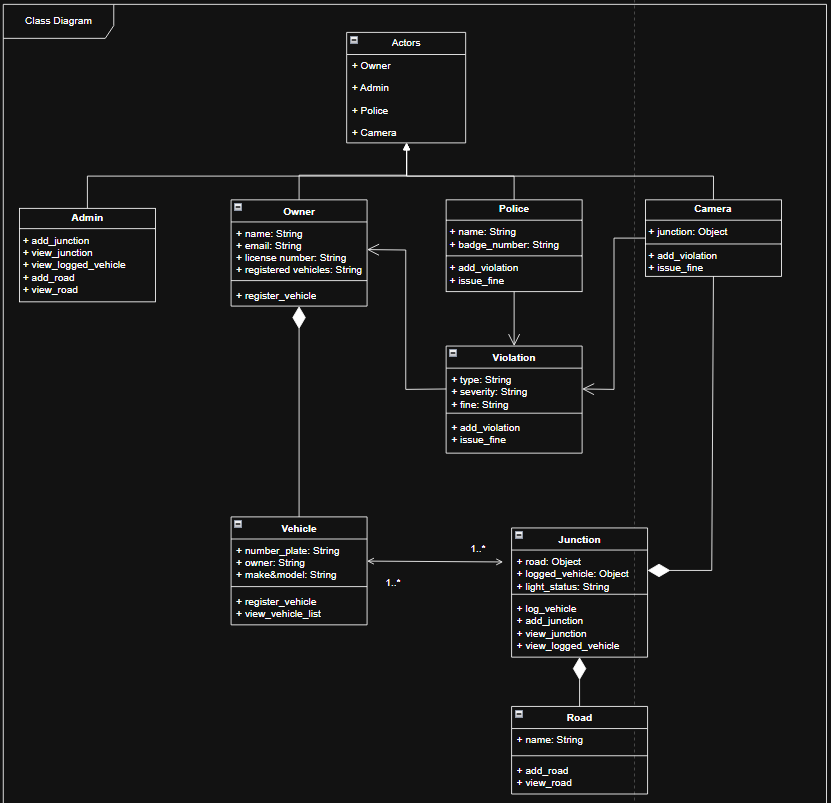 Class Diagram
Actors
+ Owner
+ Admin
+ Police
+ Camera
Admin
+ add_junction
+ view_junction
+ view_logged_vehicle
+ add_road
+ view_road
Owner
+ name: String
+ email: String
+ license number: String
+ registered vehicles: String
+ register_vehicle
Police
+ name: String
+ badge_number: String
+ add_violation
+ issue_fine
Camera
+ junction: Object
+ add_violation
+ issue_fine
Violation
+ type: String
+ severity: String
+ fine: String
+ add_violation
+ issue_fine
Vehicle
+ number_plate: String
+ owner: String
+ make&model: String
+ register_vehicle
+ view_vehicle_list
1..*
1..*
Junction
+ road: Object
+ logged_vehicle: Object
+ light_status: String
+ log_vehicle
+ add_junction
+ view_junction
+ view_logged_vehicle
Road
+ name: String
+ add_road
+ view_road